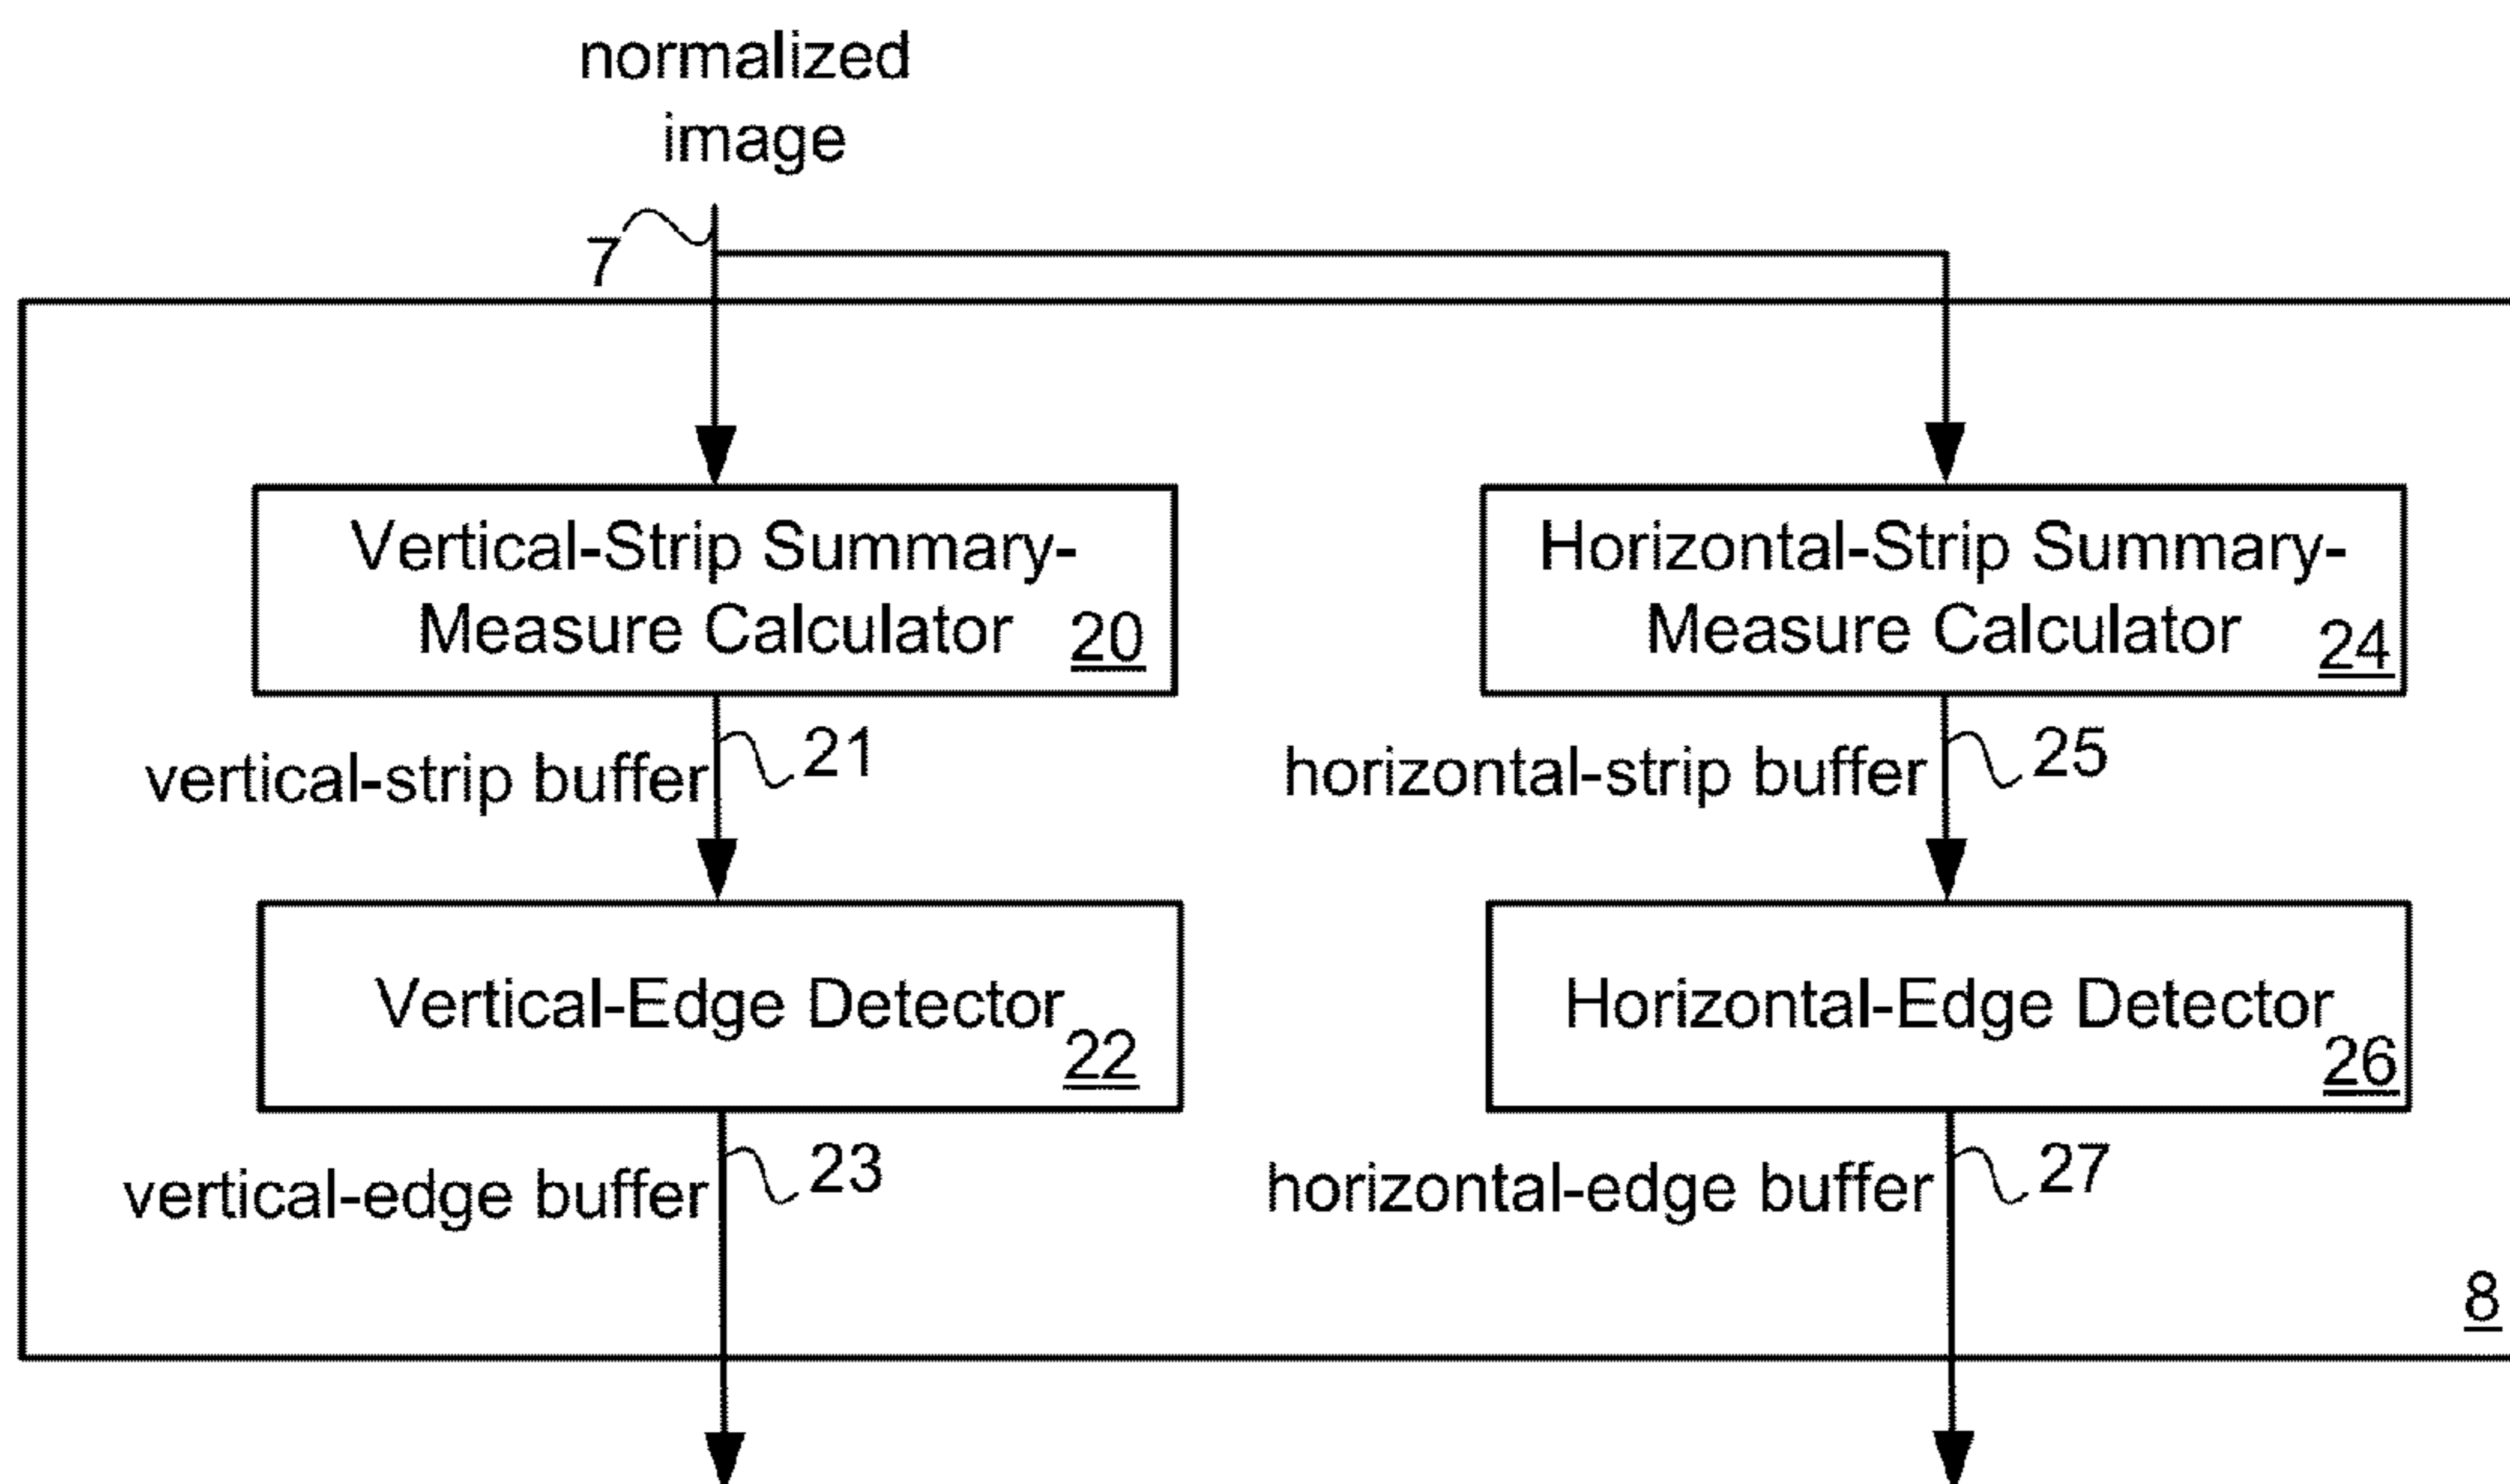 normalized
image
7
Vertical-Strip Summary-
Measure Calculator 20
Horizontal-Strip Summary-
Measure Calculator 24
vertical-strip buffer 21
horizontal-strip buffer 25
Vertical-Edge Detector
22
Horizontal-Edge Detector
26
vertical-edge buffer 23
horizontal-edge buffer 27
8